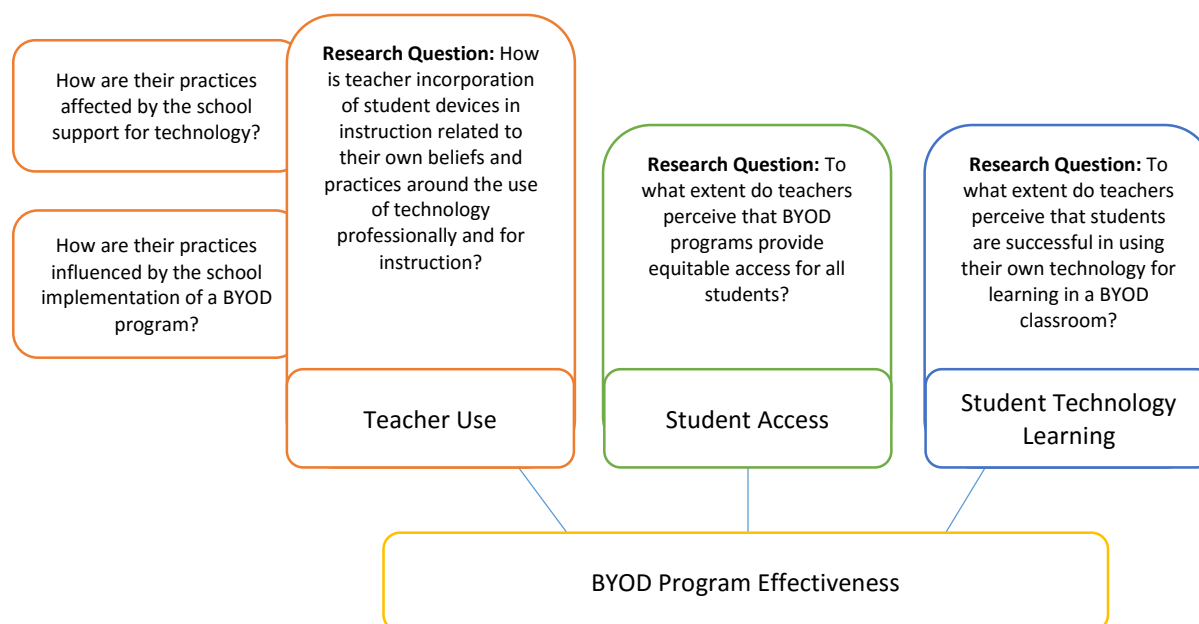 How are their practices
affected by the school
support for technology?
How are their practices
influenced by the school
implementation of a BYOD
program?
Research Question: How
is teacher incorporation
of student devices in
instruction related to
their own beliefs and
practices around the use
of technology
professionally and for
instruction?
Teacher Use
Research Question: To
what extent do teachers
perceive that BYOD
programs provide
equitable access for all
students?
Student Access
Research Question: To
what extent do teachers
perceive that students
are successful in using
their own technology for
learning in a BYOD
classroom?
Student Technology
Learning
BYOD Program Effectiveness